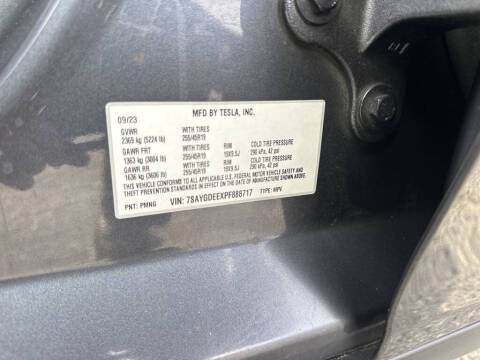 MFD BY TESLA, INC.
09/23
GVWR WITH TIRES
2369 kg (5224 lb) 255/45R19
GAWR FRT WITH TIRES RIM COLD TIRE PRESSURE
1363 kg (3004 lb) 255/45R19 19X9.5J 290 kPa, 42 psi
GAWR RR WITH TIRES RIM COLD TIRE PRESSURE
1636 kg (3606 lb) 255/45R19 19X9.5J 290 kPa, 42 psi
THIS VEHICLE CONFORMS TO ALL APPLICABLE U.S. FEDERAL MOTOR VEHICLE SAFETY AND
THEFT PREVENTION STANDARDS IN EFFECT ON THE DATE OF MANUFACTURE SHOWN ABOVE.
PNT: PMNG VIN: 7SAYGDEEXPF888717 TYPE: MPV